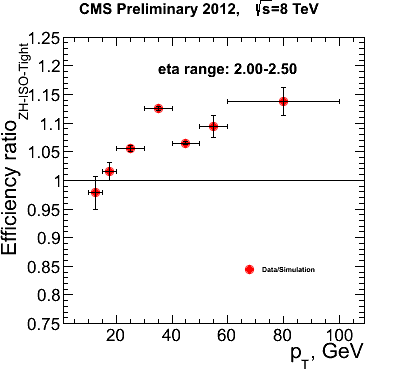 CMS Preliminary 2012, √s=8 TeV
eta range: 2.00-2.50
Efficiency ratio ZH-ISO-Tight
1.25
1.2
1.15
1.1
1.05
1
0.95
0.9
0.85
0.8
0.75
Data/Simulation
20 40 60 80 100
p_T, GeV